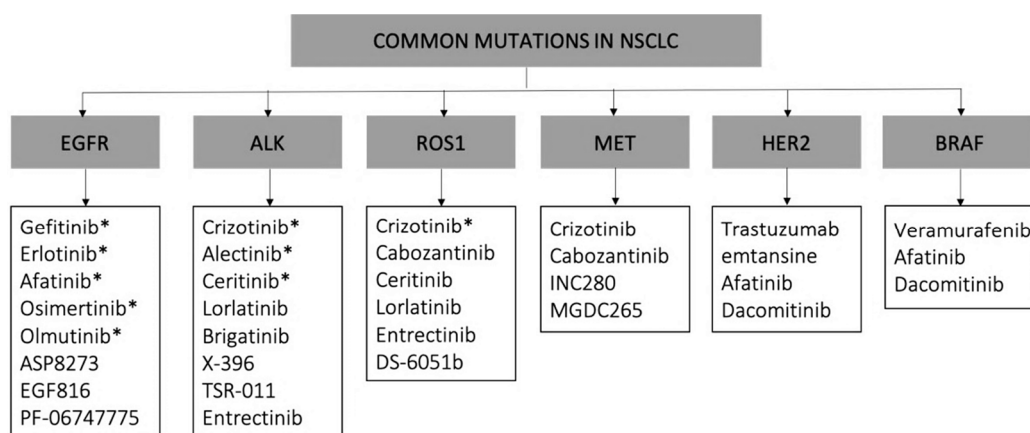 COMMON MUTATIONS IN NSCLC
EGFR
ALK
ROS1
MET
HER2
BRAF
Gefitinib*
Erlotinib*
Afatinib*
Osimertinib*
Olmutinib*
ASP8273
EGF816
PF-06747775
Crizotinib*
Alectinib*
Ceritinib*
Lorlatinib
Brigatinib
X-396
TSR-011
Entrectinib
Crizotinib*
Cabozantinib
Ceritinib
Lorlatinib
Entrectinib
DS-6051b
Crizotinib
Cabozantinib
INC280
MGDC265
Trastuzumab
emtansine
Afatinib
Dacomitinib
Veramurafenib
Afatinib
Dacomitinib